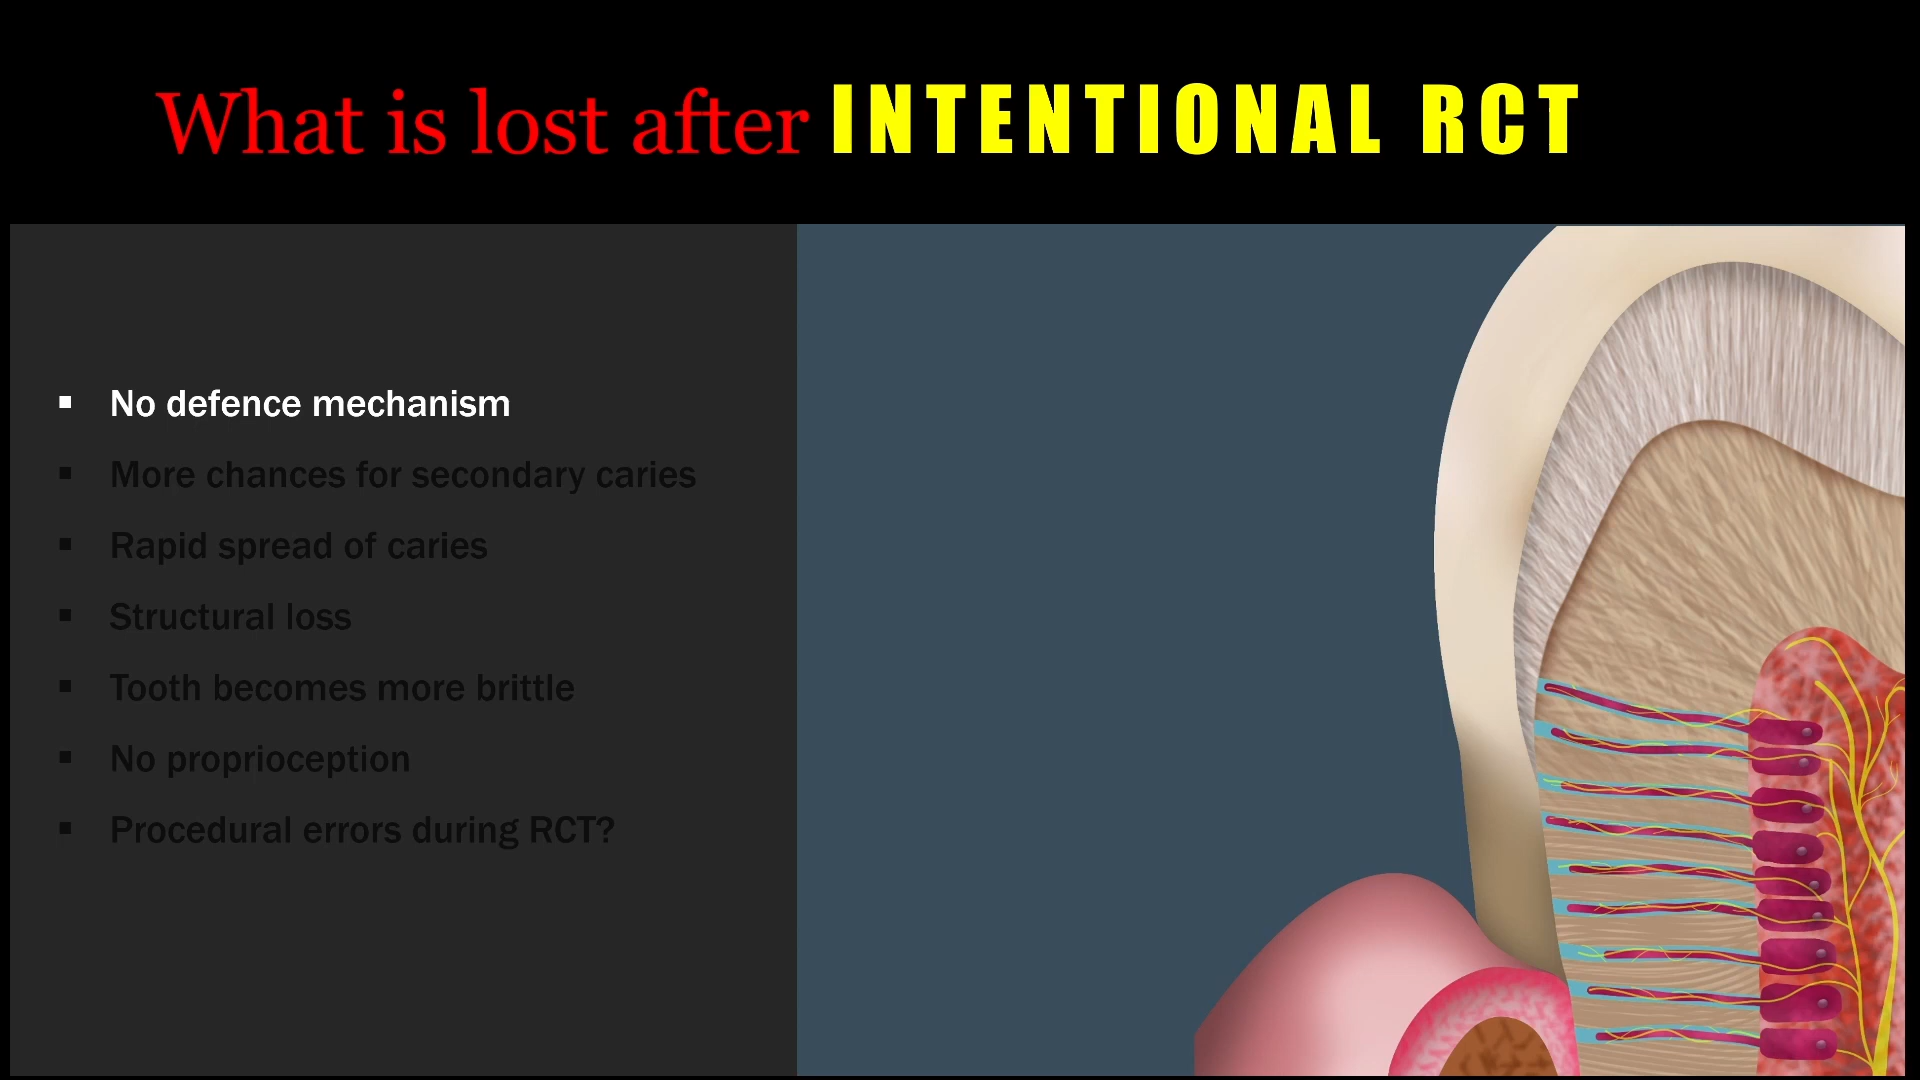 What is lost after INTENTIONAL RCT
▪ No defence mechanism
▪ More chances for secondary caries
▪ Rapid spread of caries
▪ Structural loss
▪ Tooth becomes more brittle
▪ No proprioception
▪ Procedural errors during RCT?